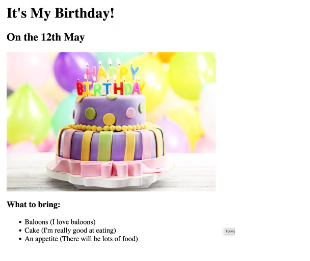 It's My Birthday!
On the 12th May
HAPPY
BIRTHDAY
What to bring:
Baloons (I love baloons)
Cake (I'm really good at eating)
An appetite (There will be lots of food)